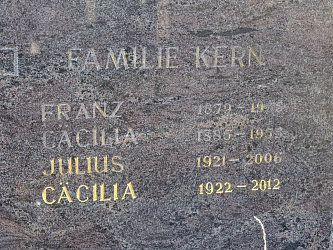 FAMILIE KERN
FRANZ
CÄCILIA
JULIUS 1921 – 2006
CÄCILIA 1922 – 2012